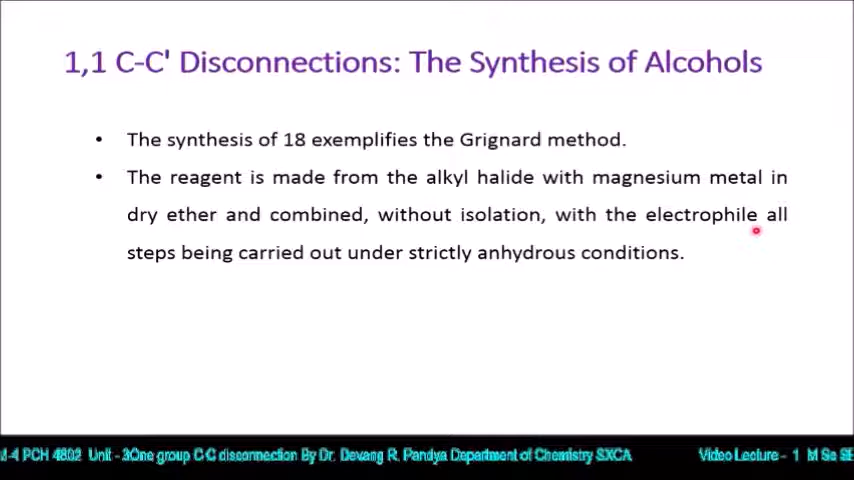 1,1 C-C' Disconnections: The Synthesis of Alcohols
• The synthesis of 18 exemplifies the Grignard method.
• The reagent is made from the alkyl halide with magnesium metal in
dry ether and combined, without isolation, with the electrophile all
steps being carried out under strictly anhydrous conditions.
M-4 PCH 4802 Unit - 3One group C-C disconnection By Dr. Devang R. Pandya Department of Chemistry SXCA Video Lecture - 1 M Sc SE